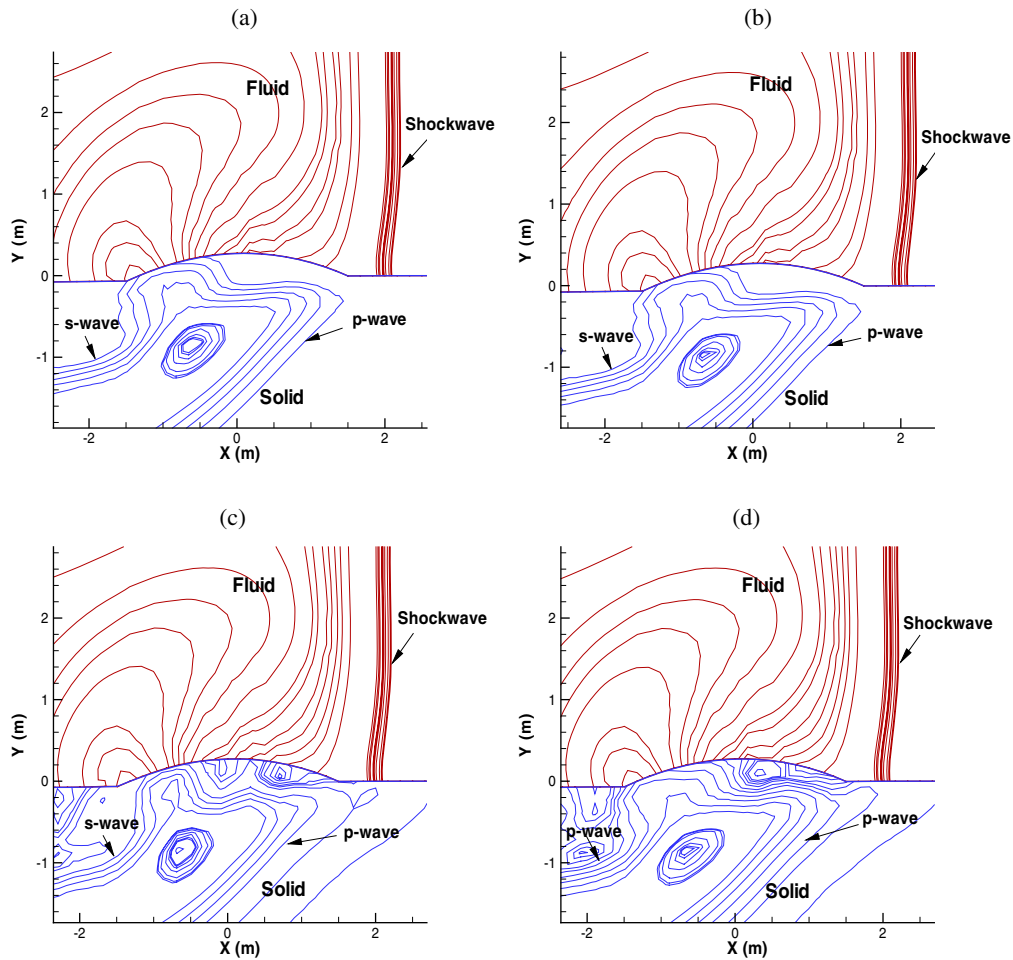 (a)
Fluid
Shockwave
s-wave
p-wave
Solid
Y (m)
2
1
0
-1
-2
0
2
X (m)
(b)
Fluid
Shockwave
s-wave
p-wave
Solid
Y (m)
2
1
0
-1
-2
0
2
X (m)
(c)
Fluid
Shockwave
s-wave
p-wave
Solid
Y (m)
2
1
0
-1
-2
0
2
X (m)
(d)
Fluid
Shockwave
p-wave
p-wave
Solid
Y (m)
2
1
0
-1
-2
0
2
X (m)